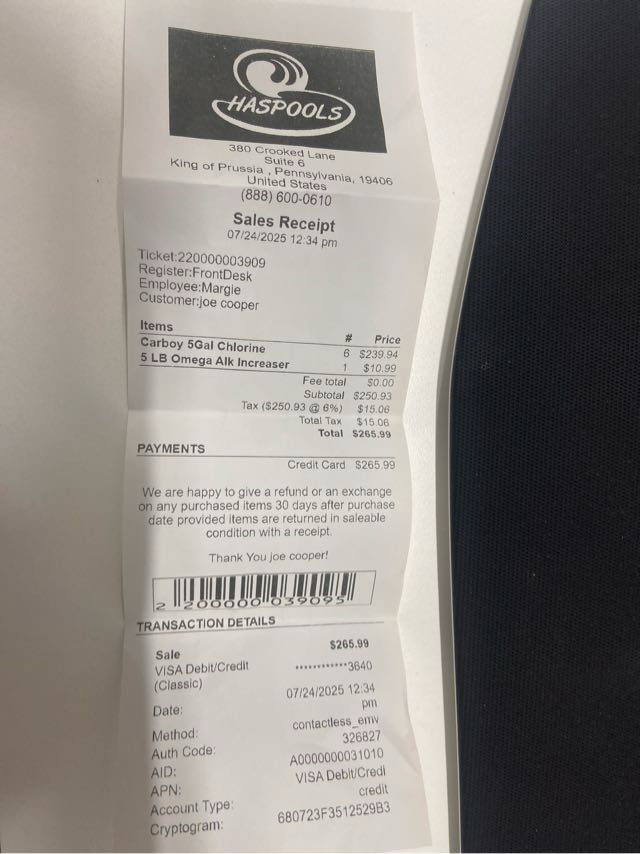 HASPOOLS
380 Crooked Lane
Suite 6
King of Prussia , Pennsylvania, 19406
United States
(888) 600-0610
Sales Receipt
07/24/2025 12:34 pm
Ticket:220000003909
Register:FrontDesk
Employee:Margie
Customer:joe cooper
Items # Price
Carboy 5Gal Chlorine 6 $239.94
5 LB Omega Alk Increaser 1 $10.99
Fee total $0.00
Subtotal $250.93
Tax ($250.93 @ 6%) $15.06
Total Tax $15.06
Total $265.99
PAYMENTS
Credit Card $265.99
We are happy to give a refund or an exchange
on any purchased items 30 days after purchase
date provided items are returned in saleable
condition with a receipt.
Thank You joe cooper!
2 200000 039095
TRANSACTION DETAILS
Sale $265.99
VISA Debit/Credit ************3640
(Classic)
Date: 07/24/2025 12:34
pm
Method: contactless_emv
Auth Code: 326827
AID: A0000000031010
APN: VISA Debit/Credi
Account Type: credit
Cryptogram: 680723F3512529B3